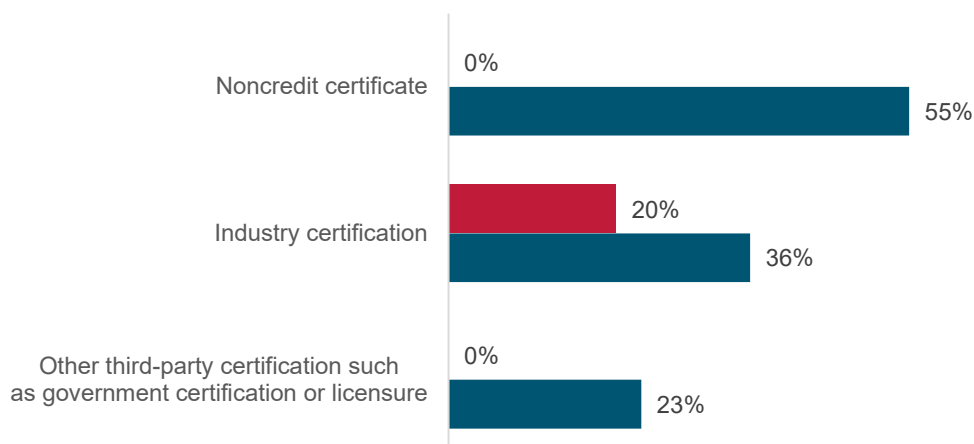 0%
Noncredit certificate
55%
20%
Industry certification
36%
0%
Other third-party certification such
as government certification or licensure
23%